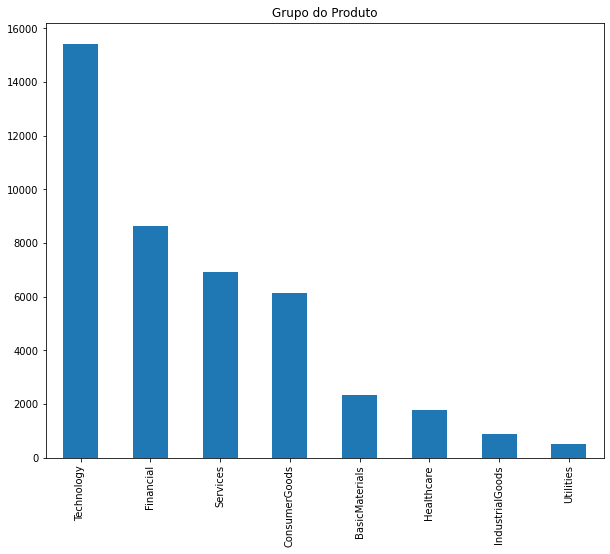 Grupo do Produto
16000
14000
12000
10000
8000
6000
4000
2000
0
Technology
Financial
Services
ConsumerGoods
BasicMaterials
Healthcare
IndustrialGoods
Utilities